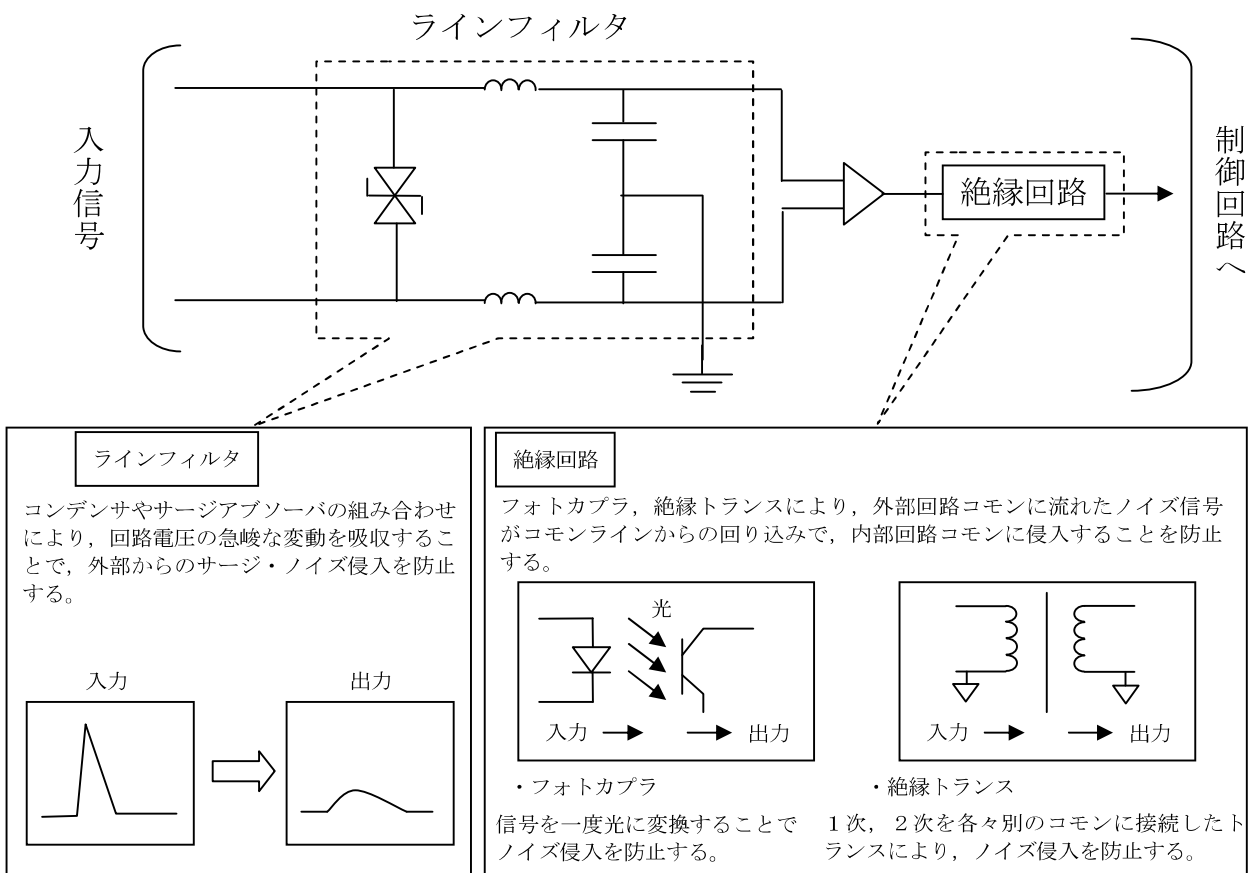 ラインフィルタ
入力信号
絶縁回路
制御回路へ
ラインフィルタ
コンデンサやサージアブソーバの組み合わせ
により，回路電圧の急峻な変動を吸収するこ
とで，外部からのサージ・ノイズ侵入を防止
する。
入力
出力
絶縁回路
フォトカプラ，絶縁トランスにより，外部回路コモンに流れたノイズ信号
がコモンラインからの回り込みで，内部回路コモンに侵入することを防止
する。
光
入力
出力
・フォトカプラ
信号を一度光に変換することで
ノイズ侵入を防止する。
入力
出力
・絶縁トランス
１次，２次を各々別のコモンに接続したト
ランスにより，ノイズ侵入を防止する。